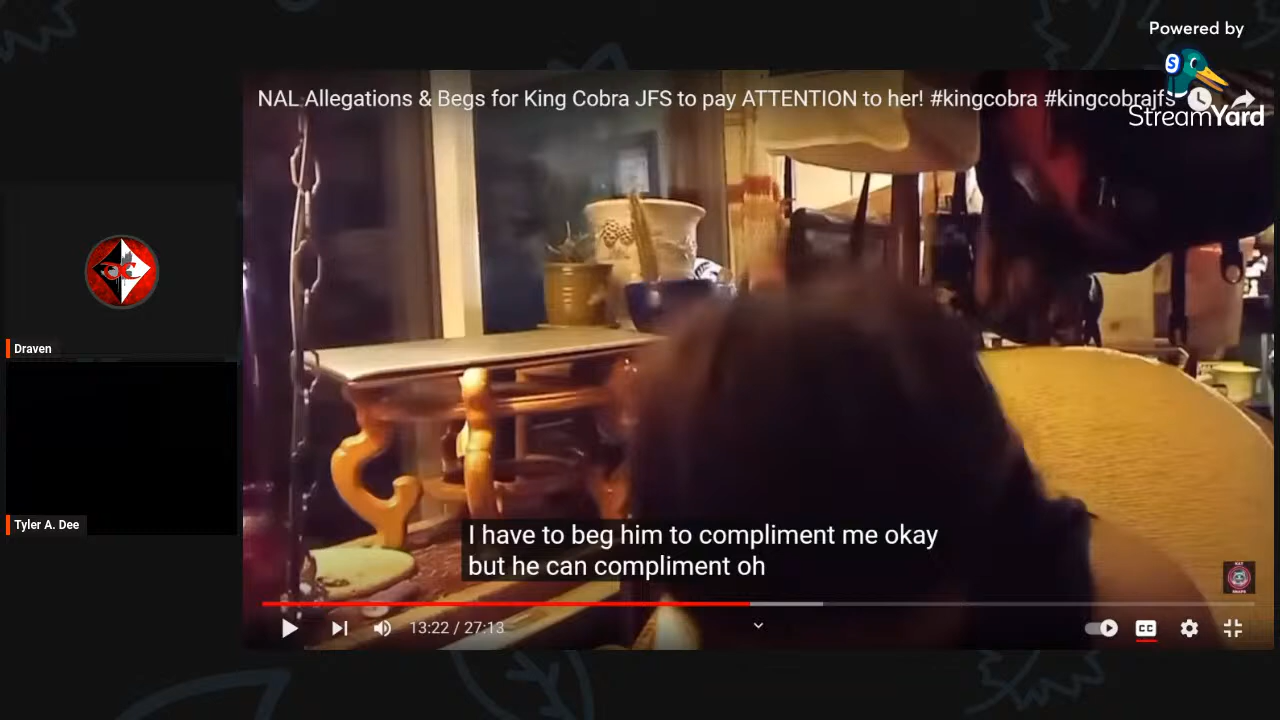 Powered by
S
StreamYard
NAL Allegations & Begs for King Cobra JFS to pay ATTENTION to her! #kingcobra #kingcobrajfs
Draven
Tyler A. Dee
I have to beg him to compliment me okay
but he can compliment oh
13:22 / 27:13
CC